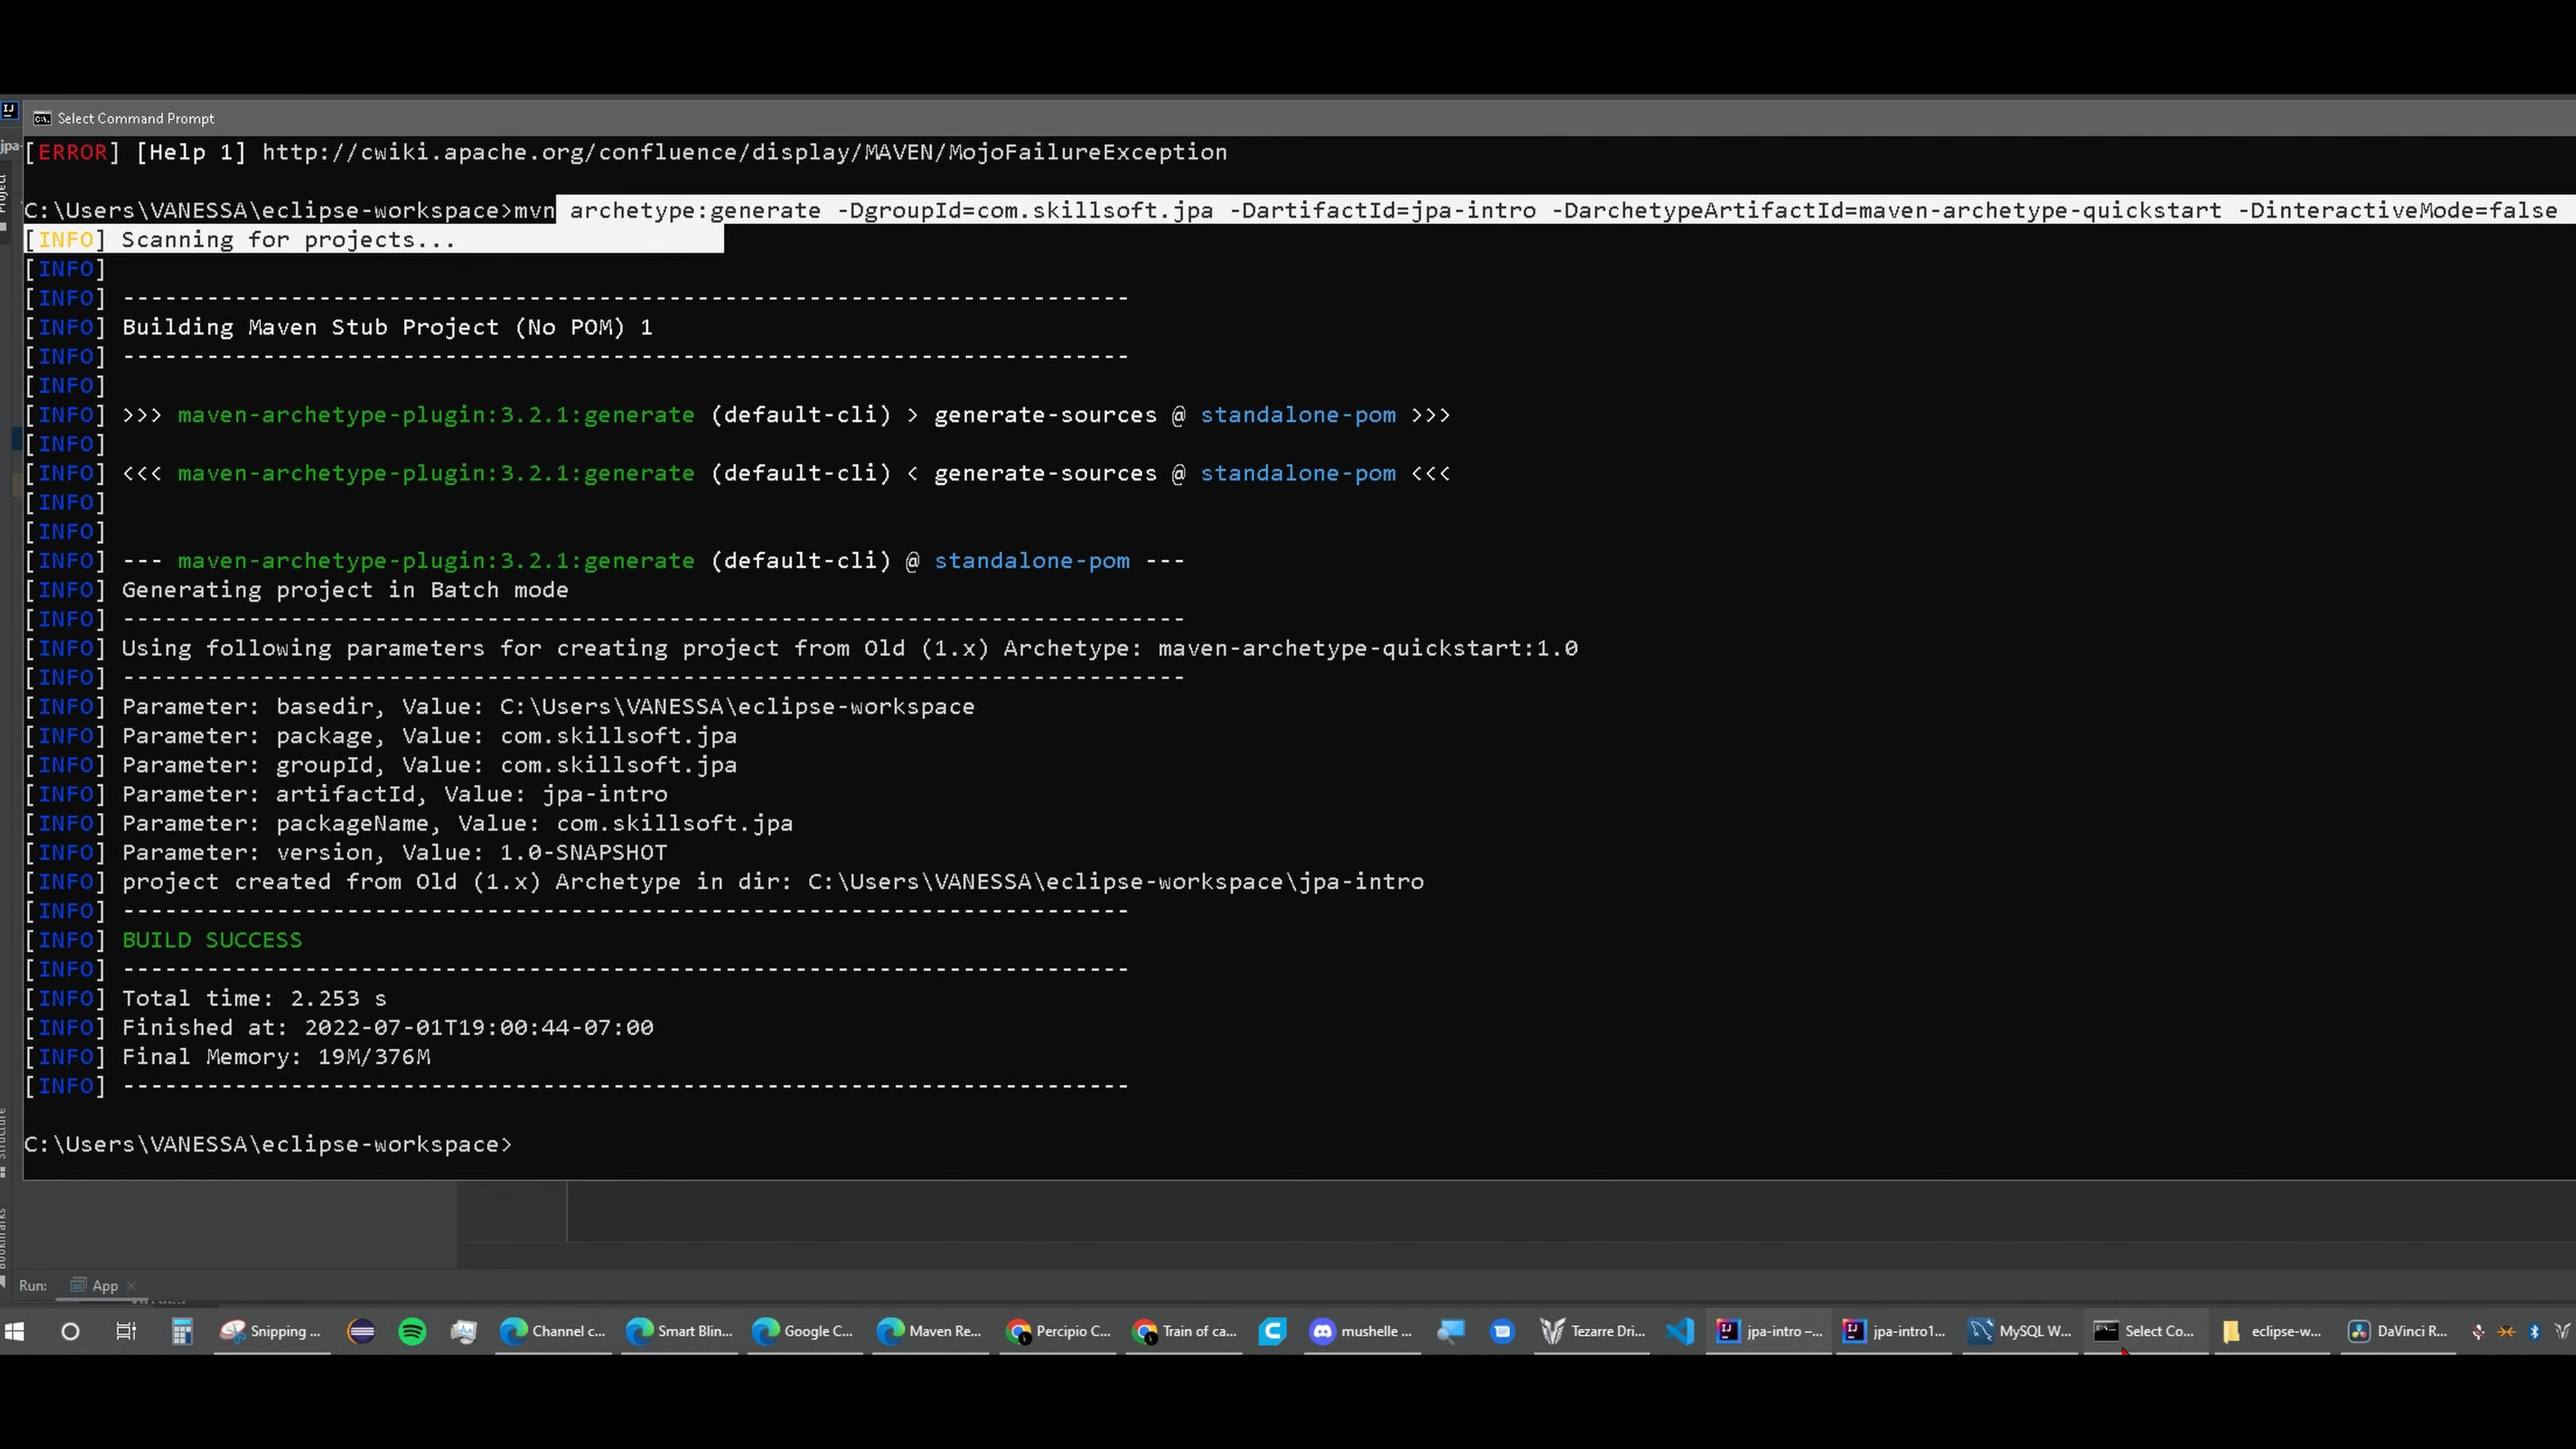 Select Command Prompt
[ERROR] [Help 1] http://cwiki.apache.org/confluence/display/MAVEN/MojoFailureException
jpa-
Project
C:\Users\VANESSA\eclipse-workspace>mvn archetype:generate -DgroupId=com.skillsoft.jpa -DartifactId=jpa-intro -DarchetypeArtifactId=maven-archetype-quickstart -DinteractiveMode=false
[INFO] Scanning for projects...
[INFO]
[INFO] ------------------------------------------------------------------------
[INFO] Building Maven Stub Project (No POM) 1
[INFO] ------------------------------------------------------------------------
[INFO]
[INFO] >>> maven-archetype-plugin:3.2.1:generate (default-cli) > generate-sources @ standalone-pom >>>
[INFO]
[INFO] <<< maven-archetype-plugin:3.2.1:generate (default-cli) < generate-sources @ standalone-pom <<<
[INFO]
[INFO]
[INFO] --- maven-archetype-plugin:3.2.1:generate (default-cli) @ standalone-pom ---
[INFO] Generating project in Batch mode
[INFO] ----------------------------------------------------------------------------
[INFO] Using following parameters for creating project from Old (1.x) Archetype: maven-archetype-quickstart:1.0
[INFO] ----------------------------------------------------------------------------
[INFO] Parameter: basedir, Value: C:\Users\VANESSA\eclipse-workspace
[INFO] Parameter: package, Value: com.skillsoft.jpa
[INFO] Parameter: groupId, Value: com.skillsoft.jpa
[INFO] Parameter: artifactId, Value: jpa-intro
[INFO] Parameter: packageName, Value: com.skillsoft.jpa
[INFO] Parameter: version, Value: 1.0-SNAPSHOT
[INFO] project created from Old (1.x) Archetype in dir: C:\Users\VANESSA\eclipse-workspace\jpa-intro
[INFO] ------------------------------------------------------------------------
[INFO] BUILD SUCCESS
[INFO] ------------------------------------------------------------------------
[INFO] Total time: 2.253 s
[INFO] Finished at: 2022-07-01T19:00:44-07:00
[INFO] Final Memory: 19M/376M
[INFO] ------------------------------------------------------------------------
C:\Users\VANESSA\eclipse-workspace>
Structure
Run: App
Snipping ... Channel c... Smart Blin... Google C... Maven Re... Percipio C... Train of ca... mushelle ... Tezarre Dri... jpa-intro –... jpa-intro1... MySQL W... Select Co... eclipse-w... DaVinci R...